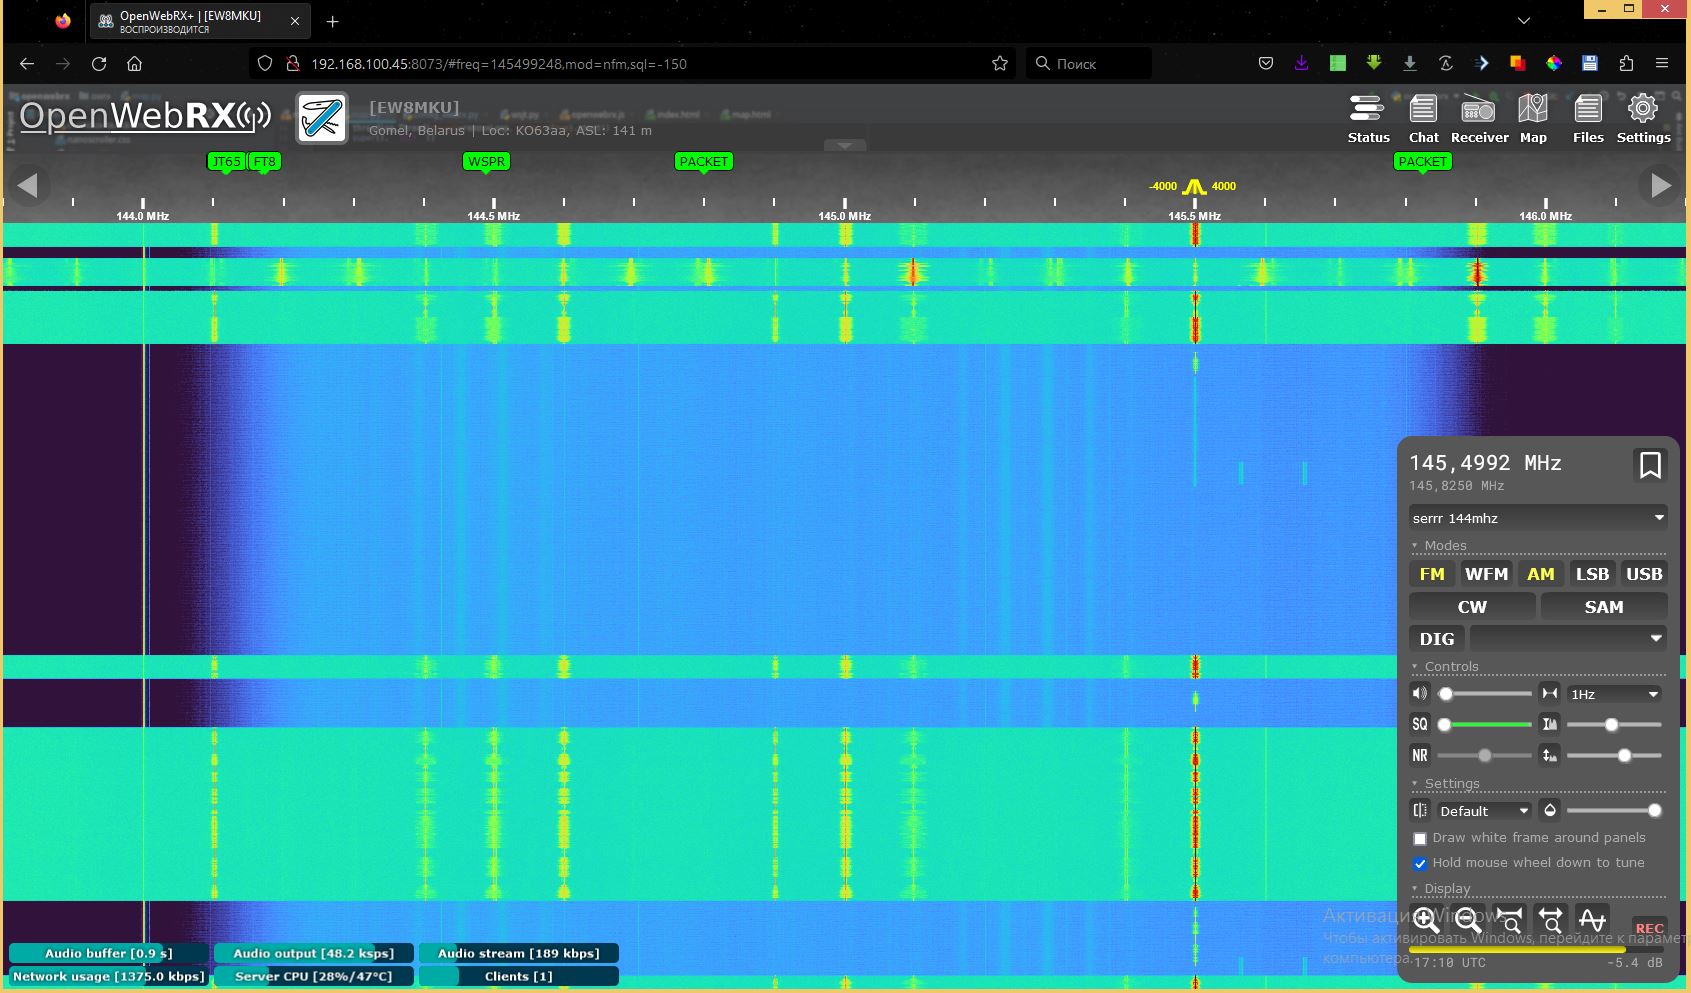 OpenWebRX+ | [EW8MKU]
ВОСПРОИЗВОДИТСЯ
192.168.100.45:8073/#freq=145499248,mod=nfm,sql=-150
Поиск
OpenWebRX
[EW8MKU]
Gomel, Belarus | Loc: KO63aa, ASL: 141 m
Status Chat Receiver Map Files Settings
JT65 FT8 WSPR PACKET PACKET
-4000 4000
144.0 MHz 144.5 MHz 145.0 MHz 145.5 MHz 146.0 MHz
145,4992 MHz
145,8250 MHz
serrr 144mhz
Modes
FM WFM AM LSB USB
CW SAM
DIG
Controls
1Hz
SQ
NR
Settings
Default
Draw white frame around panels
Hold mouse wheel down to tune
Display
REC
Активация Windows
Чтобы активировать Windows, перейдите к парамет
компьютера.
17:10 UTC -5.4 dB
Audio buffer [0.9 s] Audio output [48.2 ksps] Audio stream [189 kbps]
Network usage [1375.0 kbps] Server CPU [28%/47°C] Clients [1]